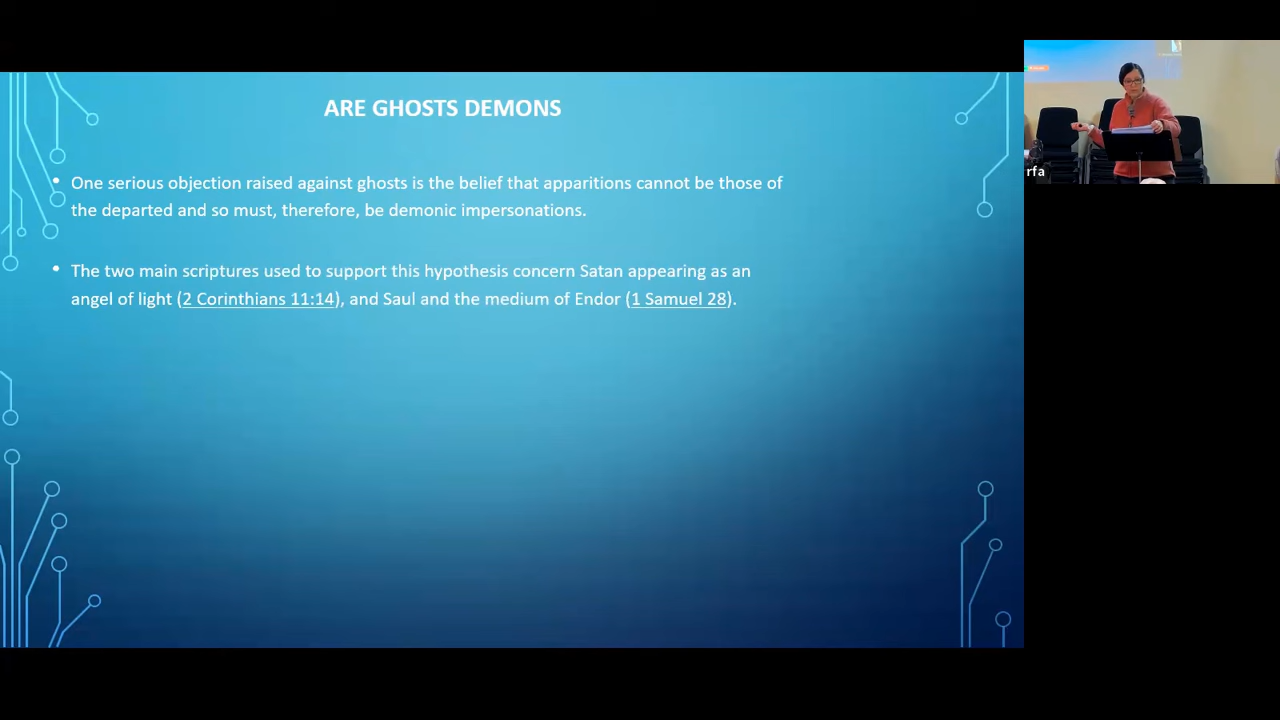 ARE GHOSTS DEMONS
• One serious objection raised against ghosts is the belief that apparitions cannot be those of
the departed and so must, therefore, be demonic impersonations.
• The two main scriptures used to support this hypothesis concern Satan appearing as an
angel of light (2 Corinthians 11:14), and Saul and the medium of Endor (1 Samuel 28).
rfa